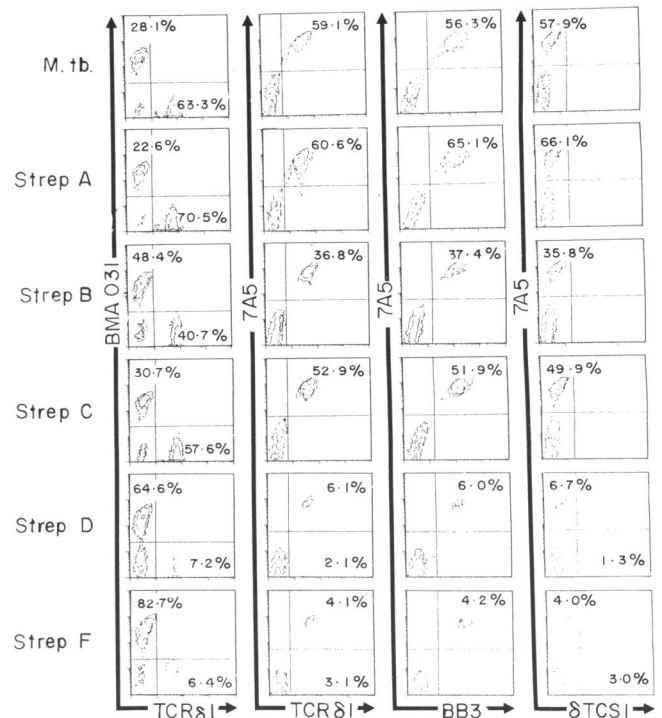 28·1%
59·1%
56·3%
57·9%
M. tb.
63·3%
22·6%
60·6%
65·1%
66·1%
Strep A
70·5%
48·4%
36·8%
37·4%
35·8%
Strep B
40·7%
30·7%
52·9%
51·9%
49·9%
Strep C
57·6%
64·6%
6·1%
6·0%
6·7%
Strep D
7·2%
2·1%
1·3%
82·7%
4·1%
4·2%
4·0%
Strep F
6·4%
3·1%
3·0%
BMA 031
7A5
7A5
7A5
TCRδ1
TCRδ1
BB3
δTCS1